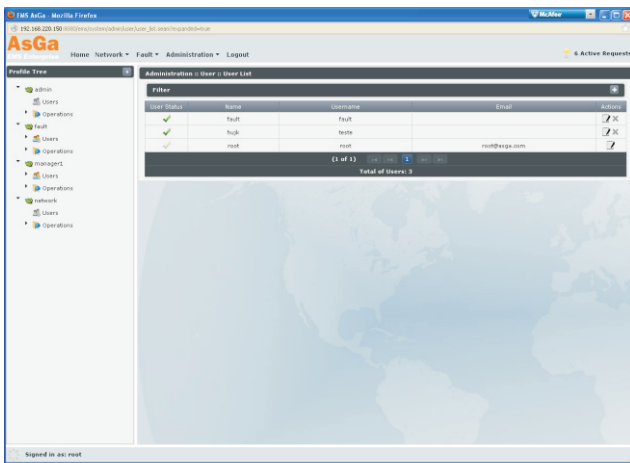 EMS AsGa - Mozilla Firefox
McAfee
AsGa
Home Network Fault Administration Logout
6 Active Requests
Profile Tree
admin
Users
Operations
fault
Users
Operations
manager1
Users
Operations
network
Users
Operations
Administration :: User :: User List
Filter
User Status Name Username Email Actions
fault fault
hujk teste
root root root@asga.com
(1 of 1) 1
Total of Users: 3
Signed in as: root